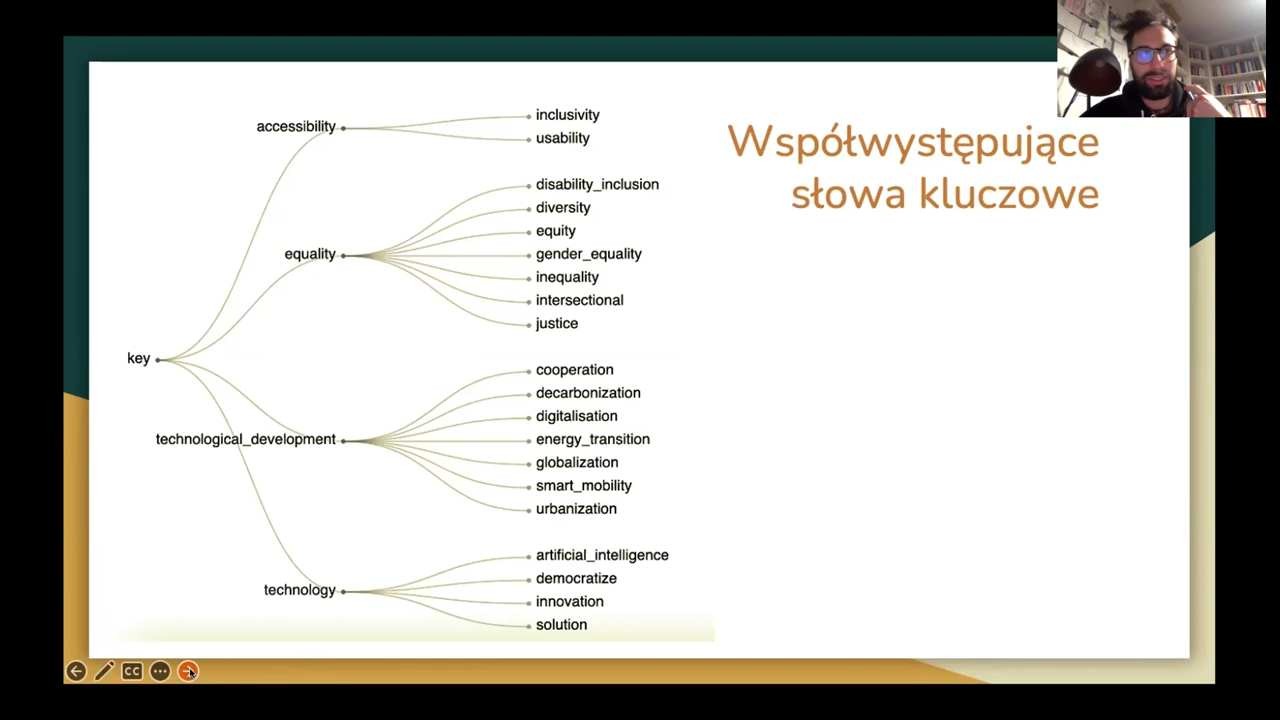 Współwystępujące
słowa kluczowe
key
accessibility
inclusivity
usability
equality
disability_inclusion
diversity
equity
gender_equality
inequality
intersectional
justice
technological_development
cooperation
decarbonization
digitalisation
energy_transition
globalization
smart_mobility
urbanization
technology
artificial_intelligence
democratize
innovation
solution
CC